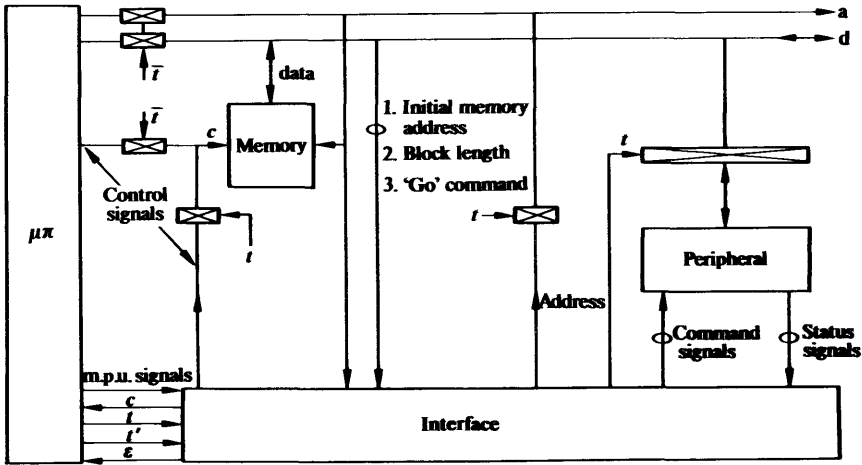 a
d
t̅
data
t̅
c
Memory
1. Initial memory
address
2. Block length
3. 'Go' command
t
Control
signals
t
t
μπ
Peripheral
Address
Command
signals
Status
signals
m.p.u. signals
c
t
t'
ε
Interface